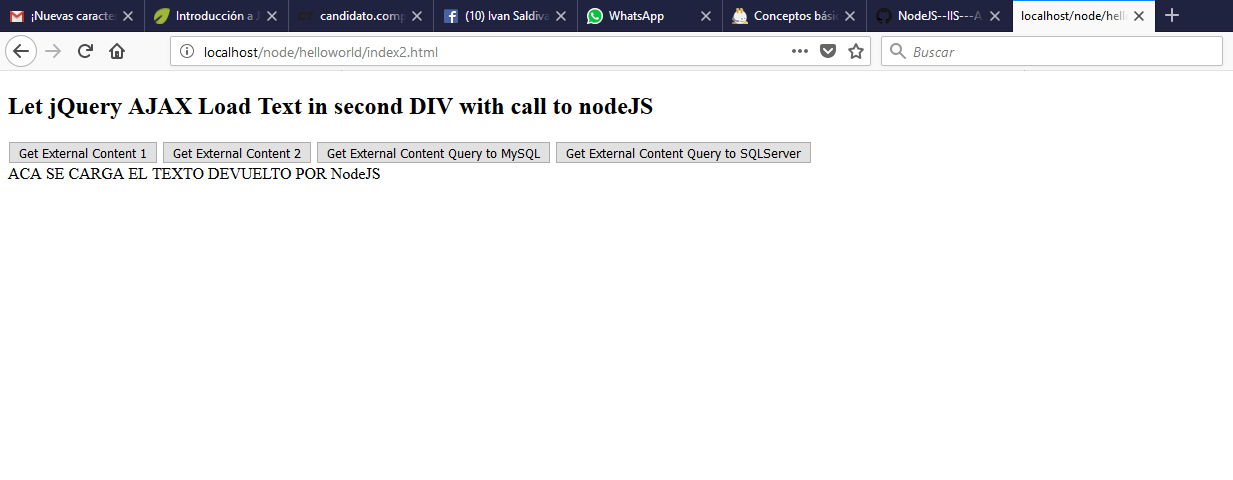 ¡Nuevas caracte
Introducción a J
candidato.comp
(10) Ivan Saldiva
WhatsApp
Conceptos bási
NodeJS--IIS---A
localhost/node/hell
localhost/node/helloworld/index2.html
Buscar
Let jQuery AJAX Load Text in second DIV with call to nodeJS
Get External Content 1
Get External Content 2
Get External Content Query to MySQL
Get External Content Query to SQLServer
ACA SE CARGA EL TEXTO DEVUELTO POR NodeJS